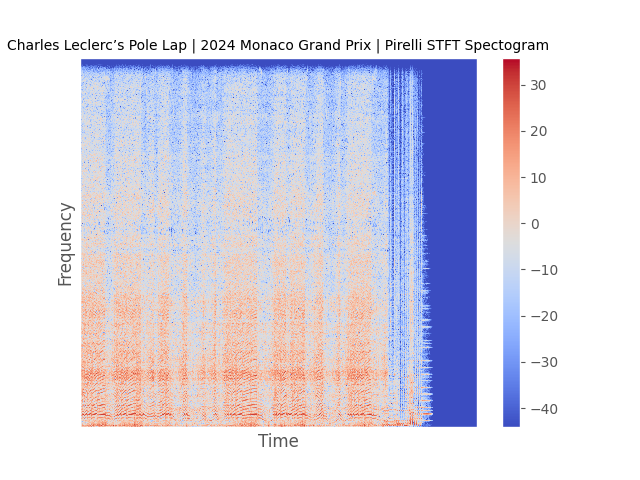 Charles Leclerc’s Pole Lap | 2024 Monaco Grand Prix | Pirelli STFT Spectogram
Frequency
Time
30
20
10
0
−10
−20
−30
−40